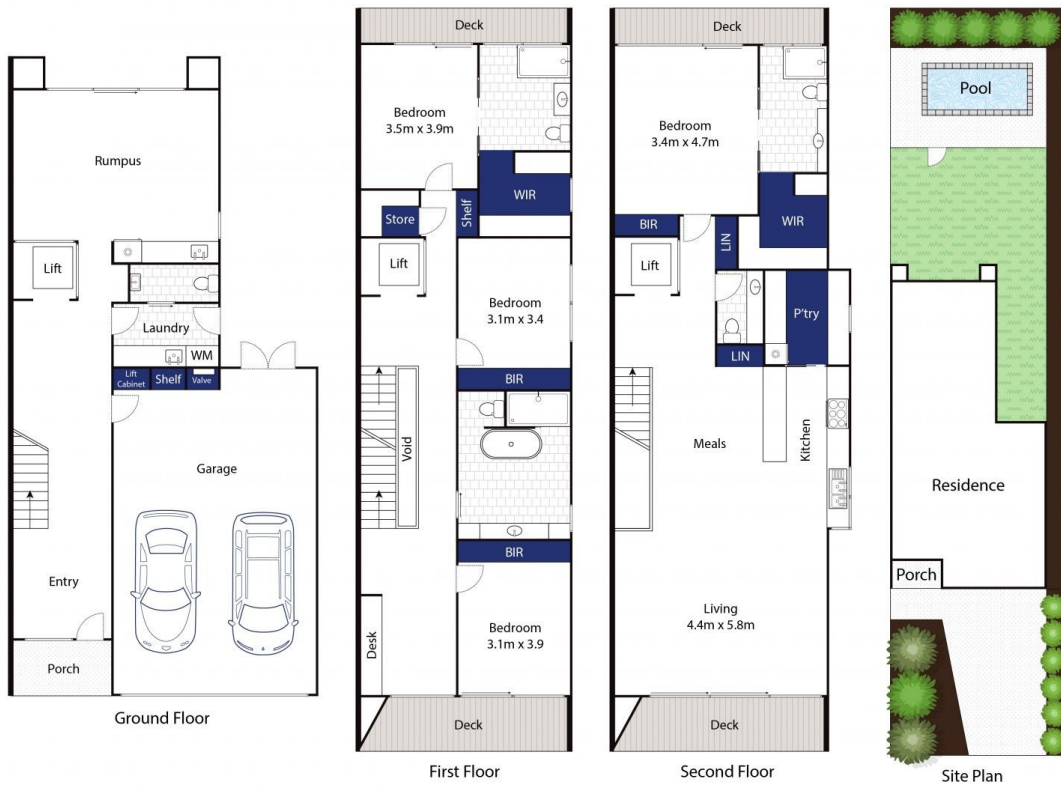 Rumpus
Lift
Laundry
WM
Lift
Cabinet
Shelf
Valve
Garage
Entry
Porch
Ground Floor
Deck
Bedroom
3.5m x 3.9m
WIR
Store
Shelf
Lift
Bedroom
3.1m x 3.4
BIR
Void
BIR
Bedroom
3.1m x 3.9
Desk
Deck
First Floor
Deck
Bedroom
3.4m x 4.7m
WIR
BIR
LIN
Lift
P'try
LIN
Meals
Kitchen
Living
4.4m x 5.8m
Deck
Second Floor
Pool
Residence
Porch
Site Plan